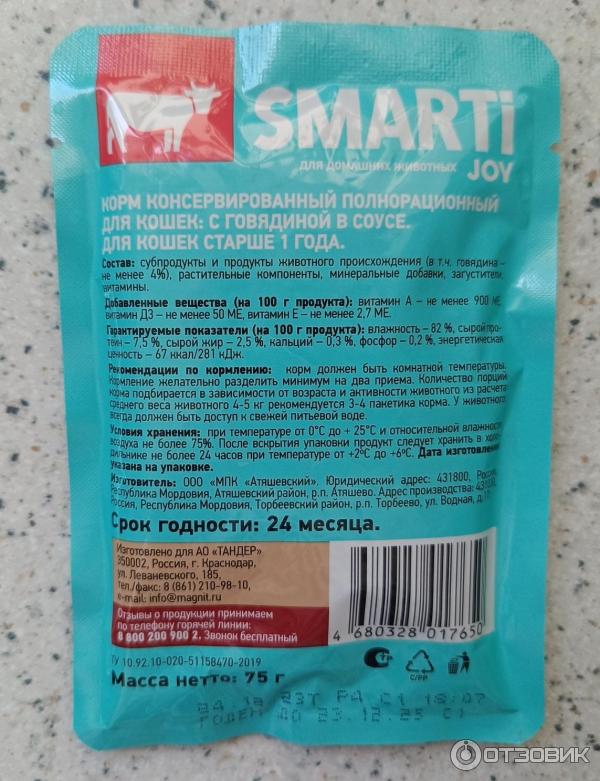 SMARTi
ДЛЯ ДОМАШНИХ ЖИВОТНЫХ JOY
КОРМ КОНСЕРВИРОВАННЫЙ ПОЛНОРАЦИОННЫЙ
ДЛЯ КОШЕК: С ГОВЯДИНОЙ В СОУСЕ.
ДЛЯ КОШЕК СТАРШЕ 1 ГОДА.
Состав: субпродукты и продукты животного происхождения (в т.ч. говядина –
не менее 4%), растительные компоненты, минеральные добавки, загустители,
витамины.
Добавленные вещества (на 100 г продукта): витамин А – не менее 900 МЕ,
витамин Д3 – не менее 50 МЕ, витамин Е – не менее 2,7 МЕ.
Гарантируемые показатели (на 100 г продукта): влажность – 82 %, сырой про-
теин – 7,5 %, сырой жир – 2,5 %, кальций – 0,3 %, фосфор – 0,2 %, энергетическая
ценность – 67 ккал/281 кДж.
Рекомендации по кормлению: корм должен быть комнатной температуры.
Кормление желательно разделить минимум на два приема. Количество порций
корма подбирается в зависимости от возраста и активности животного из расчета
среднего веса животного 4-5 кг рекомендуется 3-4 пакетика корма. У животного
всегда должен быть доступ к свежей питьевой воде.
Условия хранения: при температуре от 0°С до + 25°С и относительной влажности
воздуха не более 75%. После вскрытия упаковки продукт следует хранить в холо-
дильнике не более 24 часов при температуре от +2°С до +6°С. Дата изготовления
указана на упаковке.
Изготовитель: ООО «МПК «Атяшевский». Юридический адрес: 431800, Россия,
Республика Мордовия, Атяшевский район, р.п. Атяшево. Адрес производства:
Республика Мордовия, Торбеевский район, р.п. Торбеево, ул. Водная, д.
Срок годности: 24 месяца.
Изготовлено для АО "ТАНДЕР"
350002, Россия, г. Краснодар,
ул. Леваневского, 185,
тел./факс: 8 (861) 210-98-10,
e-mail: info@magnit.ru
Отзывы о продукции принимаем
по телефону горячей линии:
8 800 200 900 2. Звонок бесплатный
4 680328 017650
ТУ 10.92.10-020-51158470-2019
C/PP
Масса нетто: 75 г
ГОДЕН ДО 23.12.25 C1
ОТЗОВИК